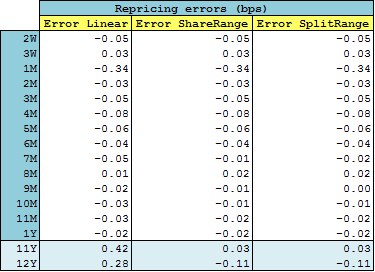 Repricing errors (bps)
Error Linear Error ShareRange Error SplitRange
2W -0.05 -0.05 -0.05
3W 0.03 0.03 0.03
1M -0.34 -0.34 -0.34
2M -0.03 -0.03 -0.03
3M -0.05 -0.05 -0.05
4M -0.08 -0.08 -0.08
5M -0.06 -0.06 -0.06
6M -0.04 -0.04 -0.04
7M -0.05 -0.01 -0.02
8M 0.01 0.02 0.02
9M -0.02 -0.01 0.00
10M -0.03 -0.01 -0.01
11M -0.03 -0.02 -0.02
1Y -0.02 -0.02 -0.02
11Y 0.42 0.03 0.03
12Y 0.28 -0.11 -0.11